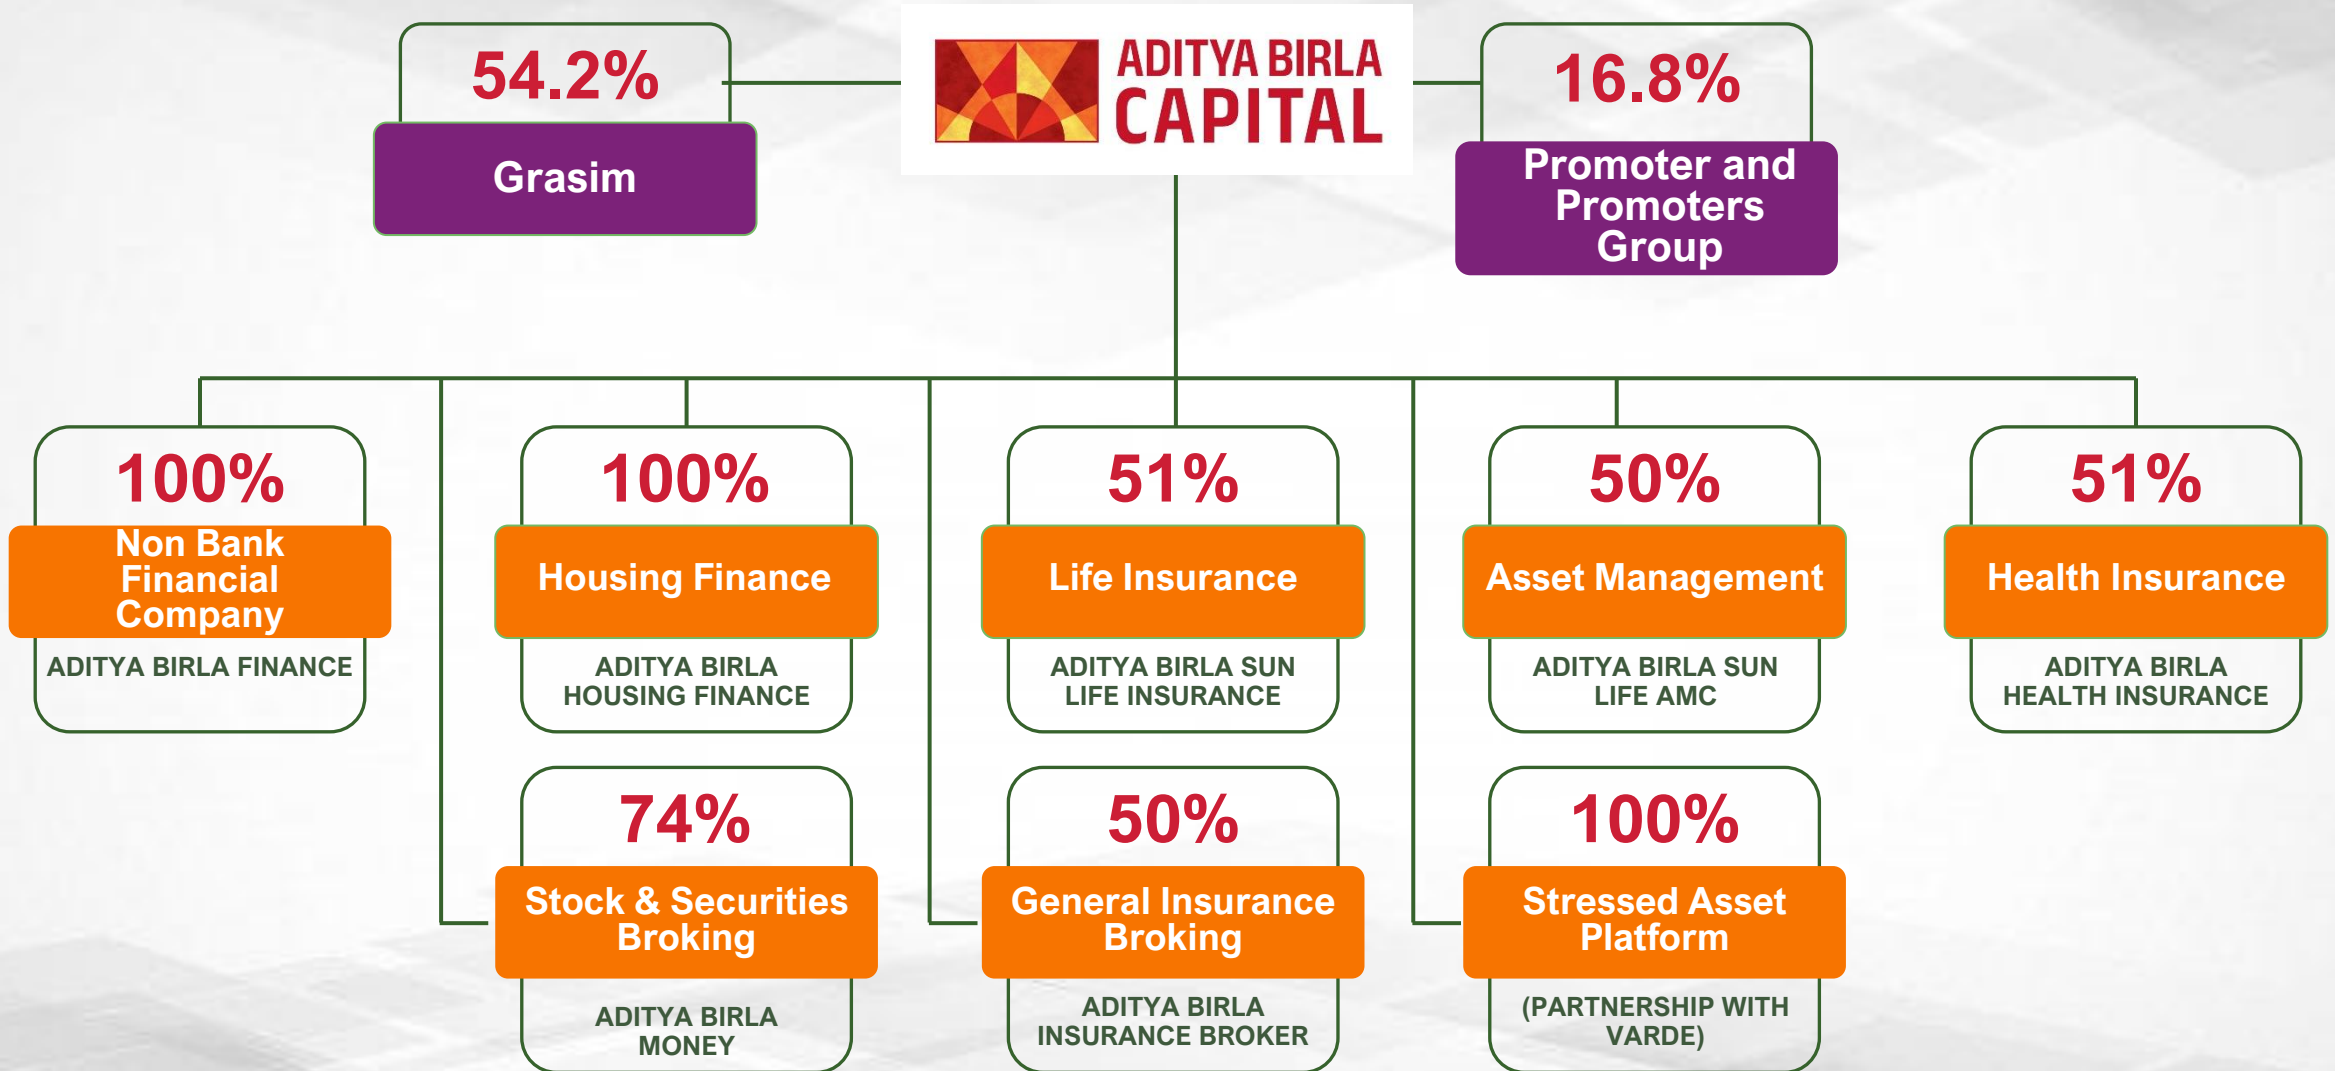 54.2%
Grasim
ADITYA BIRLA
CAPITAL
16.8%
Promoter and
Promoters
Group
100%
Non Bank
Financial
Company
ADITYA BIRLA FINANCE
100%
Housing Finance
ADITYA BIRLA
HOUSING FINANCE
51%
Life Insurance
ADITYA BIRLA SUN
LIFE INSURANCE
50%
Asset Management
ADITYA BIRLA SUN
LIFE AMC
51%
Health Insurance
ADITYA BIRLA
HEALTH INSURANCE
74%
Stock & Securities
Broking
ADITYA BIRLA
MONEY
50%
General Insurance
Broking
ADITYA BIRLA
INSURANCE BROKER
100%
Stressed Asset
Platform
(PARTNERSHIP WITH
VARDE)